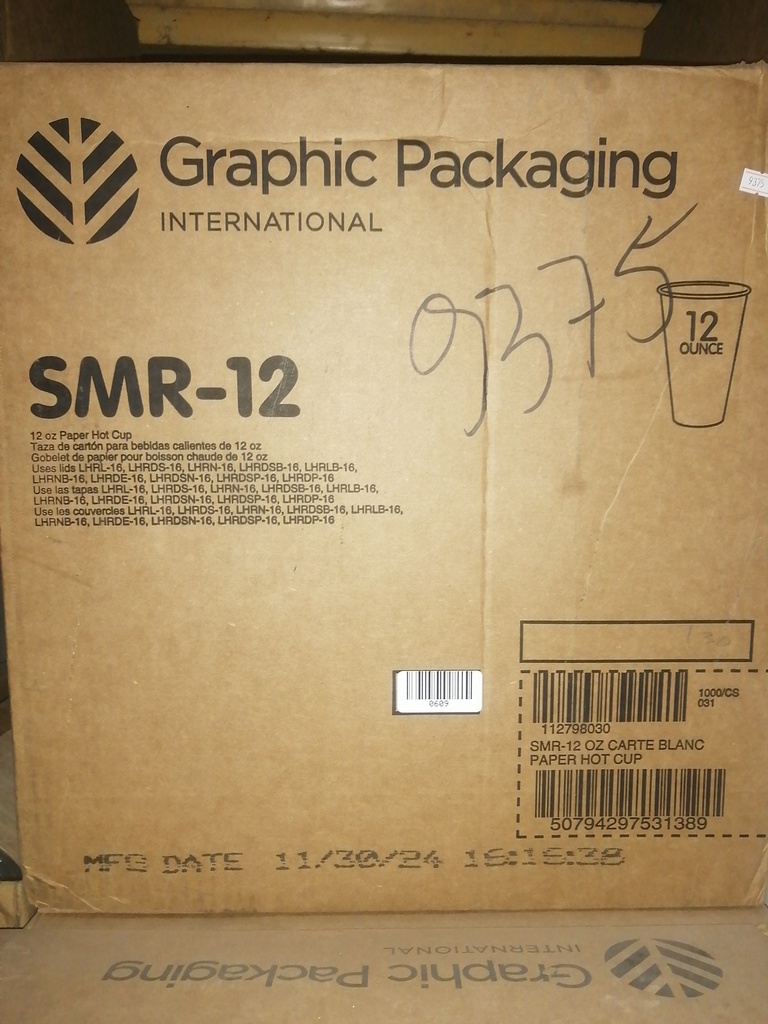 Graphic Packaging
INTERNATIONAL
9375
9375
12
OUNCE
SMR-12
12 oz Paper Hot Cup
Taza de cartón para bebidas calientes de 12 oz
Gobelet de papier pour boisson chaude de 12 oz
Uses lids LHRL-16, LHRDS-16, LHRN-16, LHRDSB-16, LHRLB-16,
LHRNB-16, LHRDE-16, LHRDSN-16, LHRDSP-16, LHRDP-16
Use las tapas LHRL-16, LHRDS-16, LHRN-16, LHRDSB-16, LHRLB-16,
LHRNB-16, LHRDE-16, LHRDSN-16, LHRDSP-16, LHRDP-16
Use les couvercles LHRL-16, LHRDS-16, LHRN-16, LHRDSB-16, LHRLB-16,
LHRNB-16, LHRDE-16, LHRDSN-16, LHRDSP-16, LHRDP-16
0609
1000/CS
031
112798030
SMR-12 OZ CARTE BLANC
PAPER HOT CUP
50794297531389
MFG DATE 11/30/24 16:15:38
Graphic Packaging
INTERNATIONAL